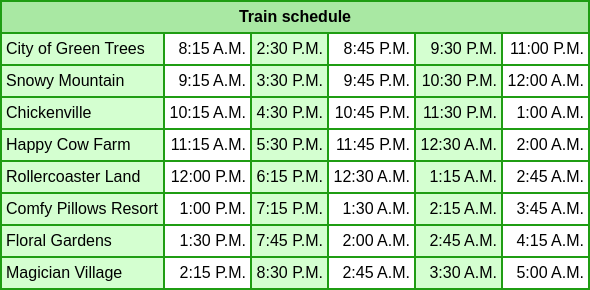 Train schedule
City of Green Trees 8:15 A.M. 2:30 P.M. 8:45 P.M. 9:30 P.M. 11:00 P.M.
Snowy Mountain 9:15 A.M. 3:30 P.M. 9:45 P.M. 10:30 P.M. 12:00 A.M.
Chickenville 10:15 A.M. 4:30 P.M. 10:45 P.M. 11:30 P.M. 1:00 A.M.
Happy Cow Farm 11:15 A.M. 5:30 P.M. 11:45 P.M. 12:30 A.M. 2:00 A.M.
Rollercoaster Land 12:00 P.M. 6:15 P.M. 12:30 A.M. 1:15 A.M. 2:45 A.M.
Comfy Pillows Resort 1:00 P.M. 7:15 P.M. 1:30 A.M. 2:15 A.M. 3:45 A.M.
Floral Gardens 1:30 P.M. 7:45 P.M. 2:00 A.M. 2:45 A.M. 4:15 A.M.
Magician Village 2:15 P.M. 8:30 P.M. 2:45 A.M. 3:30 A.M. 5:00 A.M.